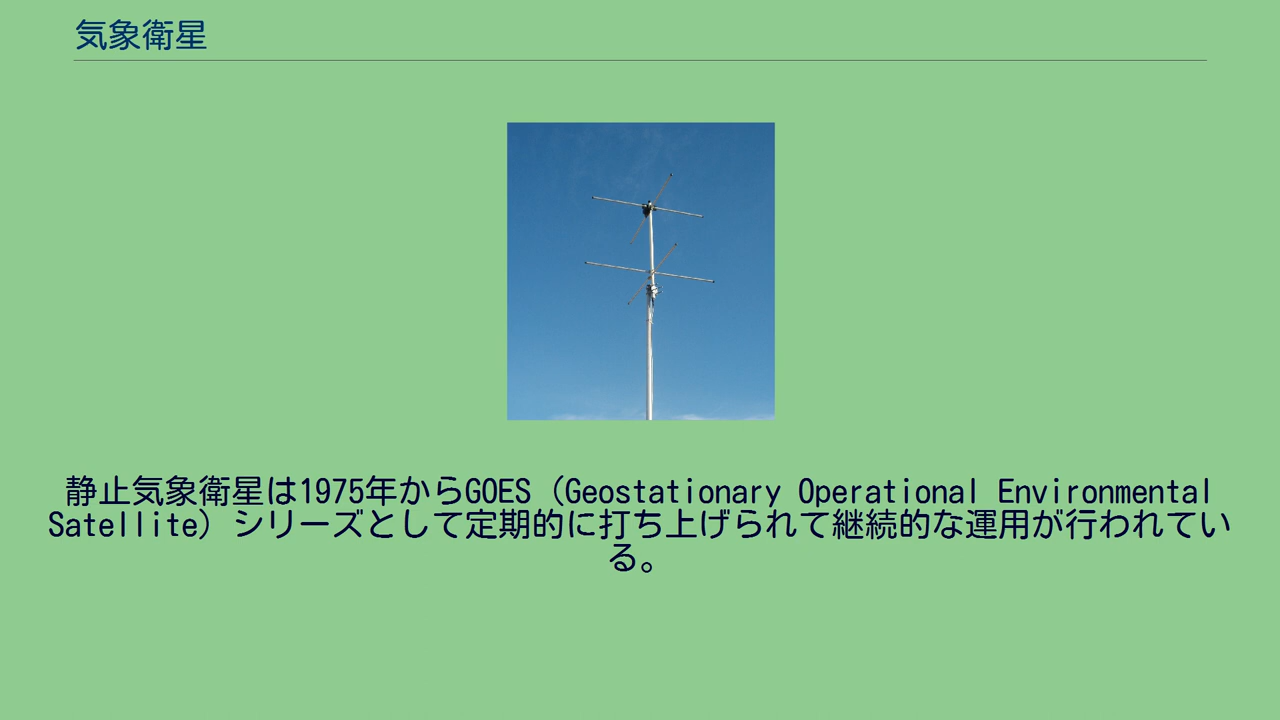 気象衛星
静止気象衛星は1975年からGOES（Geostationary Operational Environmental
Satellite）シリーズとして定期的に打ち上げられて継続的な運用が行われてい
る。